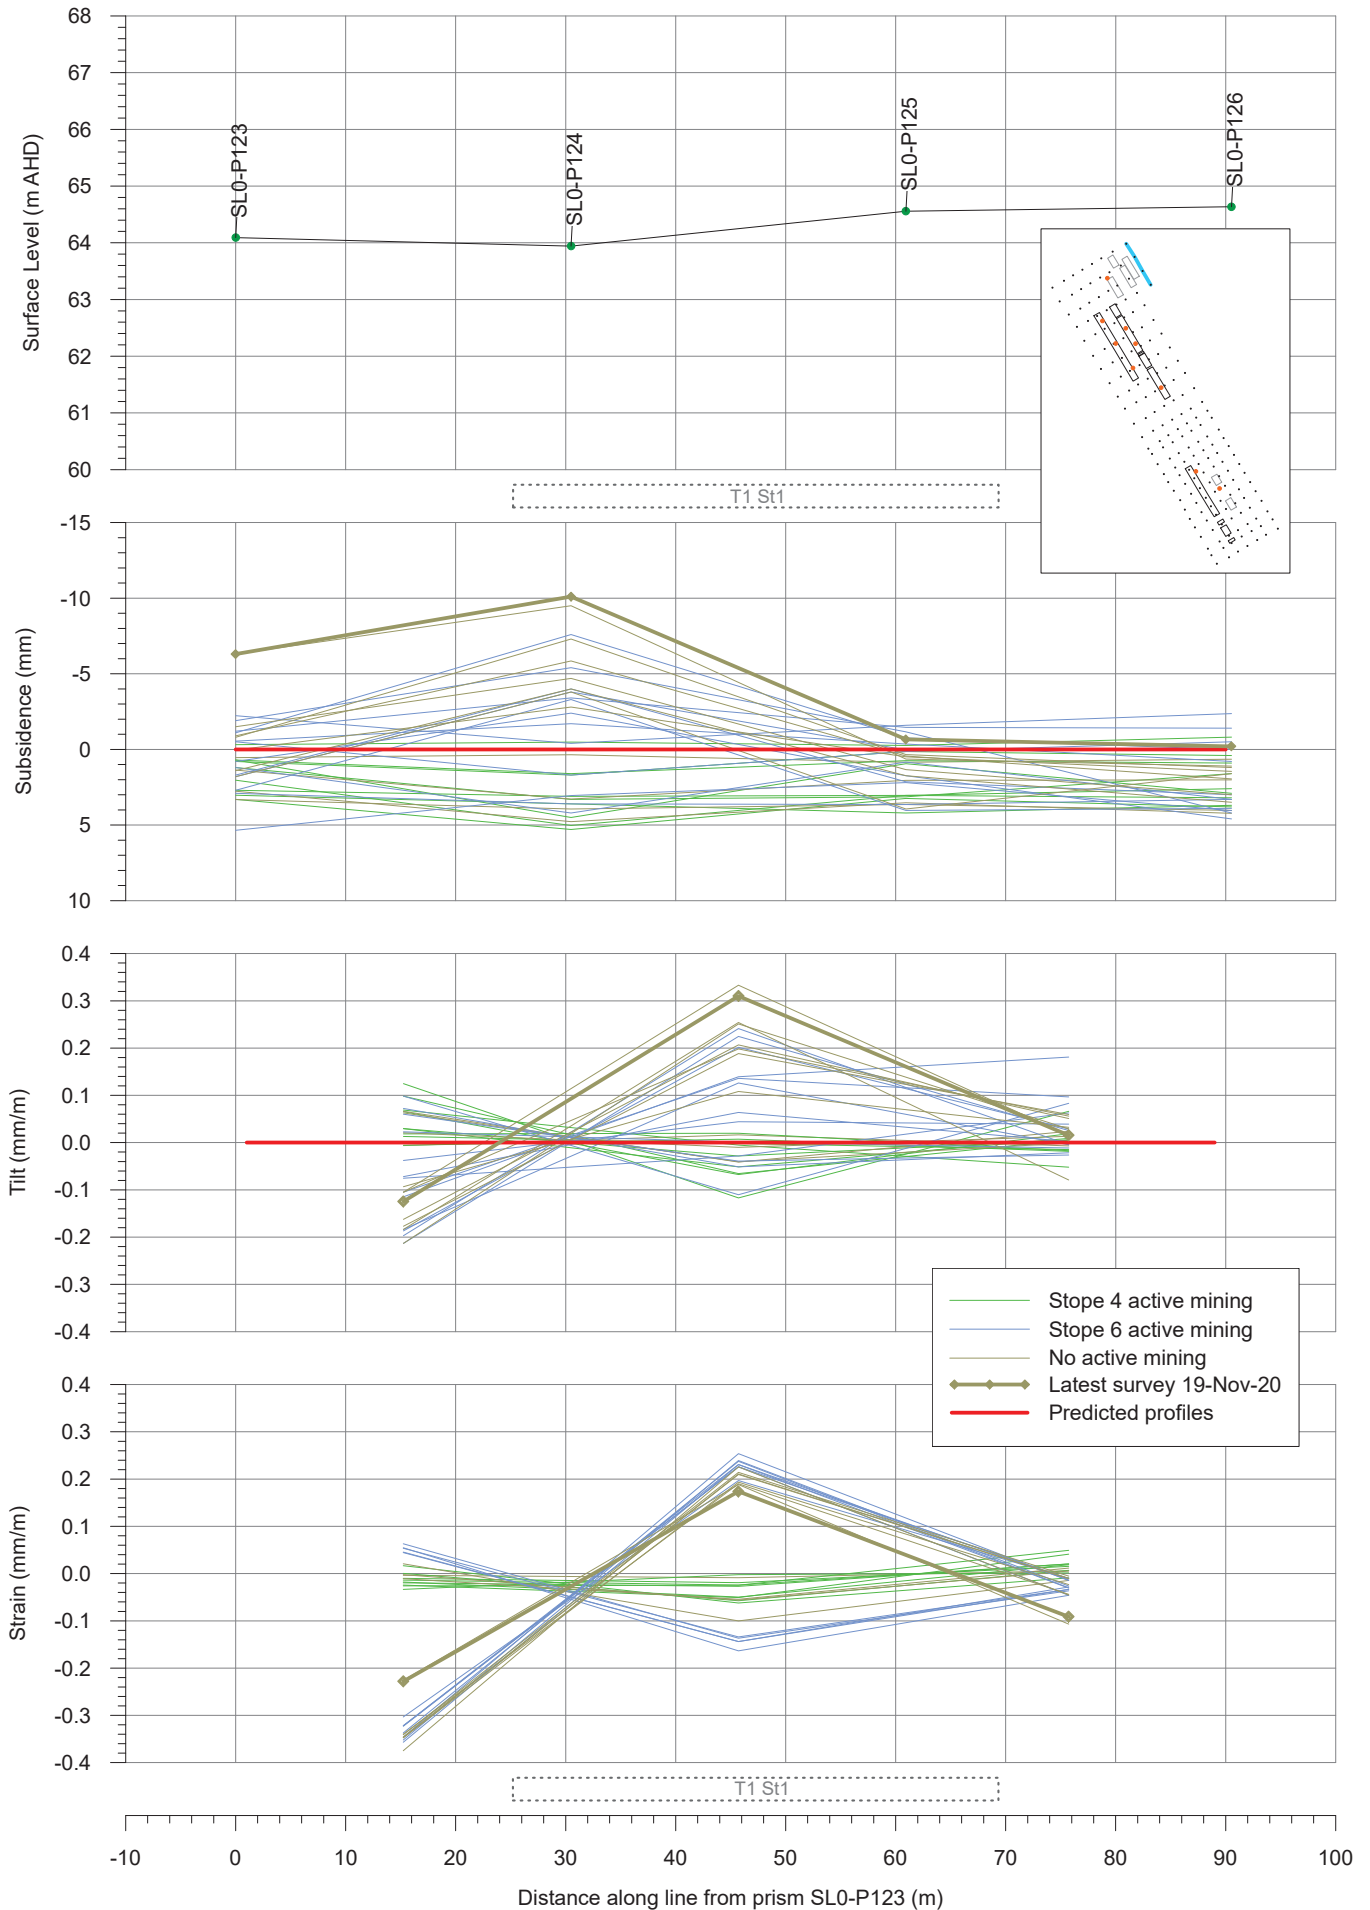 68
67
66
65
64
63
62
61
60
Surface Level (m AHD)
SL0-P123
SL0-P124
SL0-P125
SL0-P126
T1 St1
-15
-10
-5
0
5
10
Subsidence (mm)
0.4
0.3
0.2
0.1
0.0
-0.1
-0.2
-0.3
-0.4
Tilt (mm/m)
Stope 4 active mining
Stope 6 active mining
No active mining
Latest survey 19-Nov-20
Predicted profiles
0.4
0.3
0.2
0.1
0.0
-0.1
-0.2
-0.3
-0.4
Strain (mm/m)
T1 St1
-10 0 10 20 30 40 50 60 70 80 90 100
Distance along line from prism SL0-P123 (m)